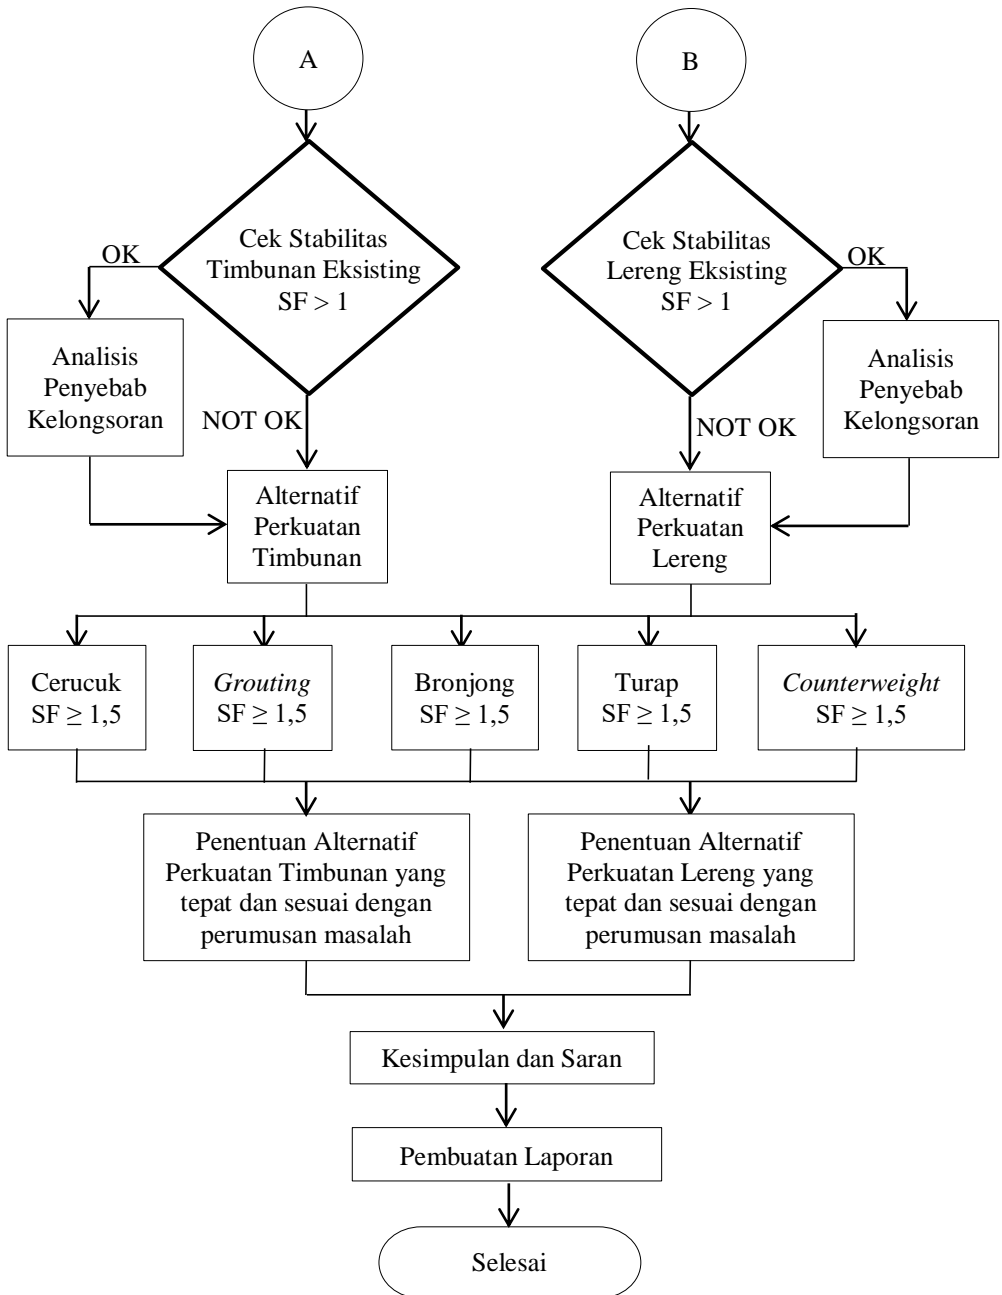 A
B
Cek Stabilitas
Timbunan Eksisting
SF > 1
Cek Stabilitas
Lereng Eksisting
SF > 1
OK
OK
Analisis
Penyebab
Kelongsoran
Analisis
Penyebab
Kelongsoran
NOT OK
NOT OK
Alternatif
Perkuatan
Timbunan
Alternatif
Perkuatan
Lereng
Cerucuk
SF ≥ 1,5
Grouting
SF ≥ 1,5
Bronjong
SF ≥ 1,5
Turap
SF ≥ 1,5
Counterweight
SF ≥ 1,5
Penentuan Alternatif
Perkuatan Timbunan yang
tepat dan sesuai dengan
perumusan masalah
Penentuan Alternatif
Perkuatan Lereng yang
tepat dan sesuai dengan
perumusan masalah
Kesimpulan dan Saran
Pembuatan Laporan
Selesai